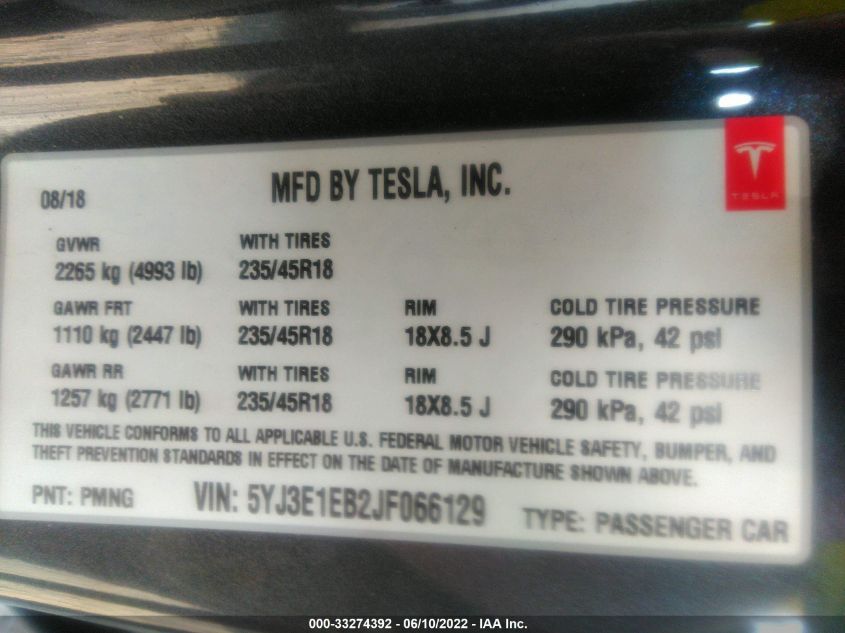 08/18
MFD BY TESLA, INC.
TESLA
GVWR WITH TIRES
2265 kg (4993 lb) 235/45R18
GAWR FRT WITH TIRES RIM COLD TIRE PRESSURE
1110 kg (2447 lb) 235/45R18 18X8.5 J 290 kPa, 42 psi
GAWR RR WITH TIRES RIM COLD TIRE PRESSURE
1257 kg (2771 lb) 235/45R18 18X8.5 J 290 kPa, 42 psi
THIS VEHICLE CONFORMS TO ALL APPLICABLE U.S. FEDERAL MOTOR VEHICLE SAFETY, BUMPER, AND
THEFT PREVENTION STANDARDS IN EFFECT ON THE DATE OF MANUFACTURE SHOWN ABOVE.
PNT: PMNG VIN: 5YJ3E1EB2JF066129 TYPE: PASSENGER CAR
000-33274392 - 06/10/2022 - IAA Inc.